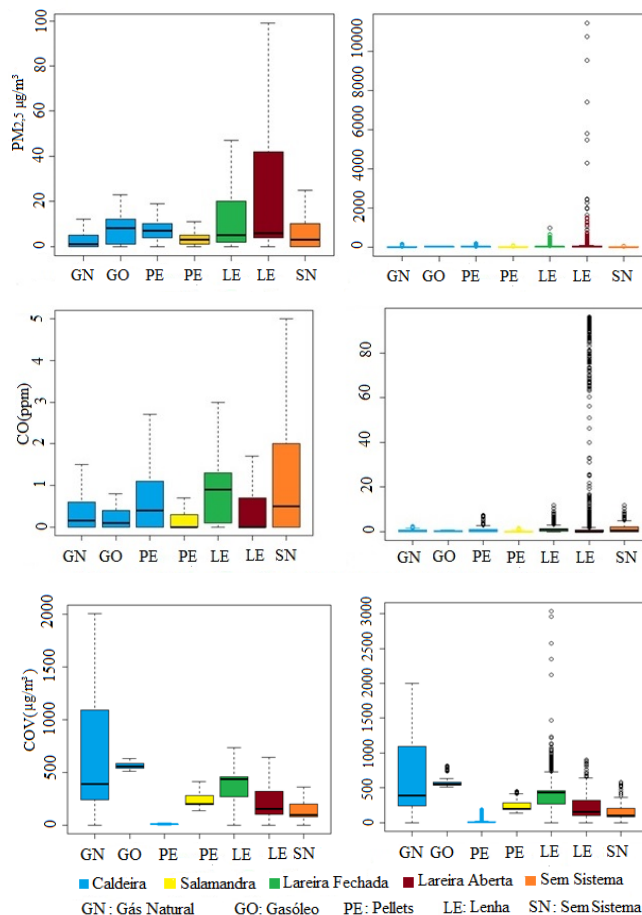 PM2,5 µg/m³
0 20 40 60 80 100
GN GO PE PE LE LE SN
0 2000 4000 6000 8000 10000
GN GO PE PE LE LE SN
CO(ppm)
0 1 2 3 4 5
GN GO PE PE LE LE SN
0 20 40 60 80
GN GO PE PE LE LE SN
COV(µg/m³)
0 500 1000 1500 2000
GN GO PE PE LE LE SN
0 500 1000 1500 2000 2500 3000
GN GO PE PE LE LE SN
Caldeira Salamandra Lareira Fechada Lareira Aberta Sem Sistema
GN : Gás Natural GO: Gasóleo PE : Pellets LE: Lenha SN : Sem Sistema